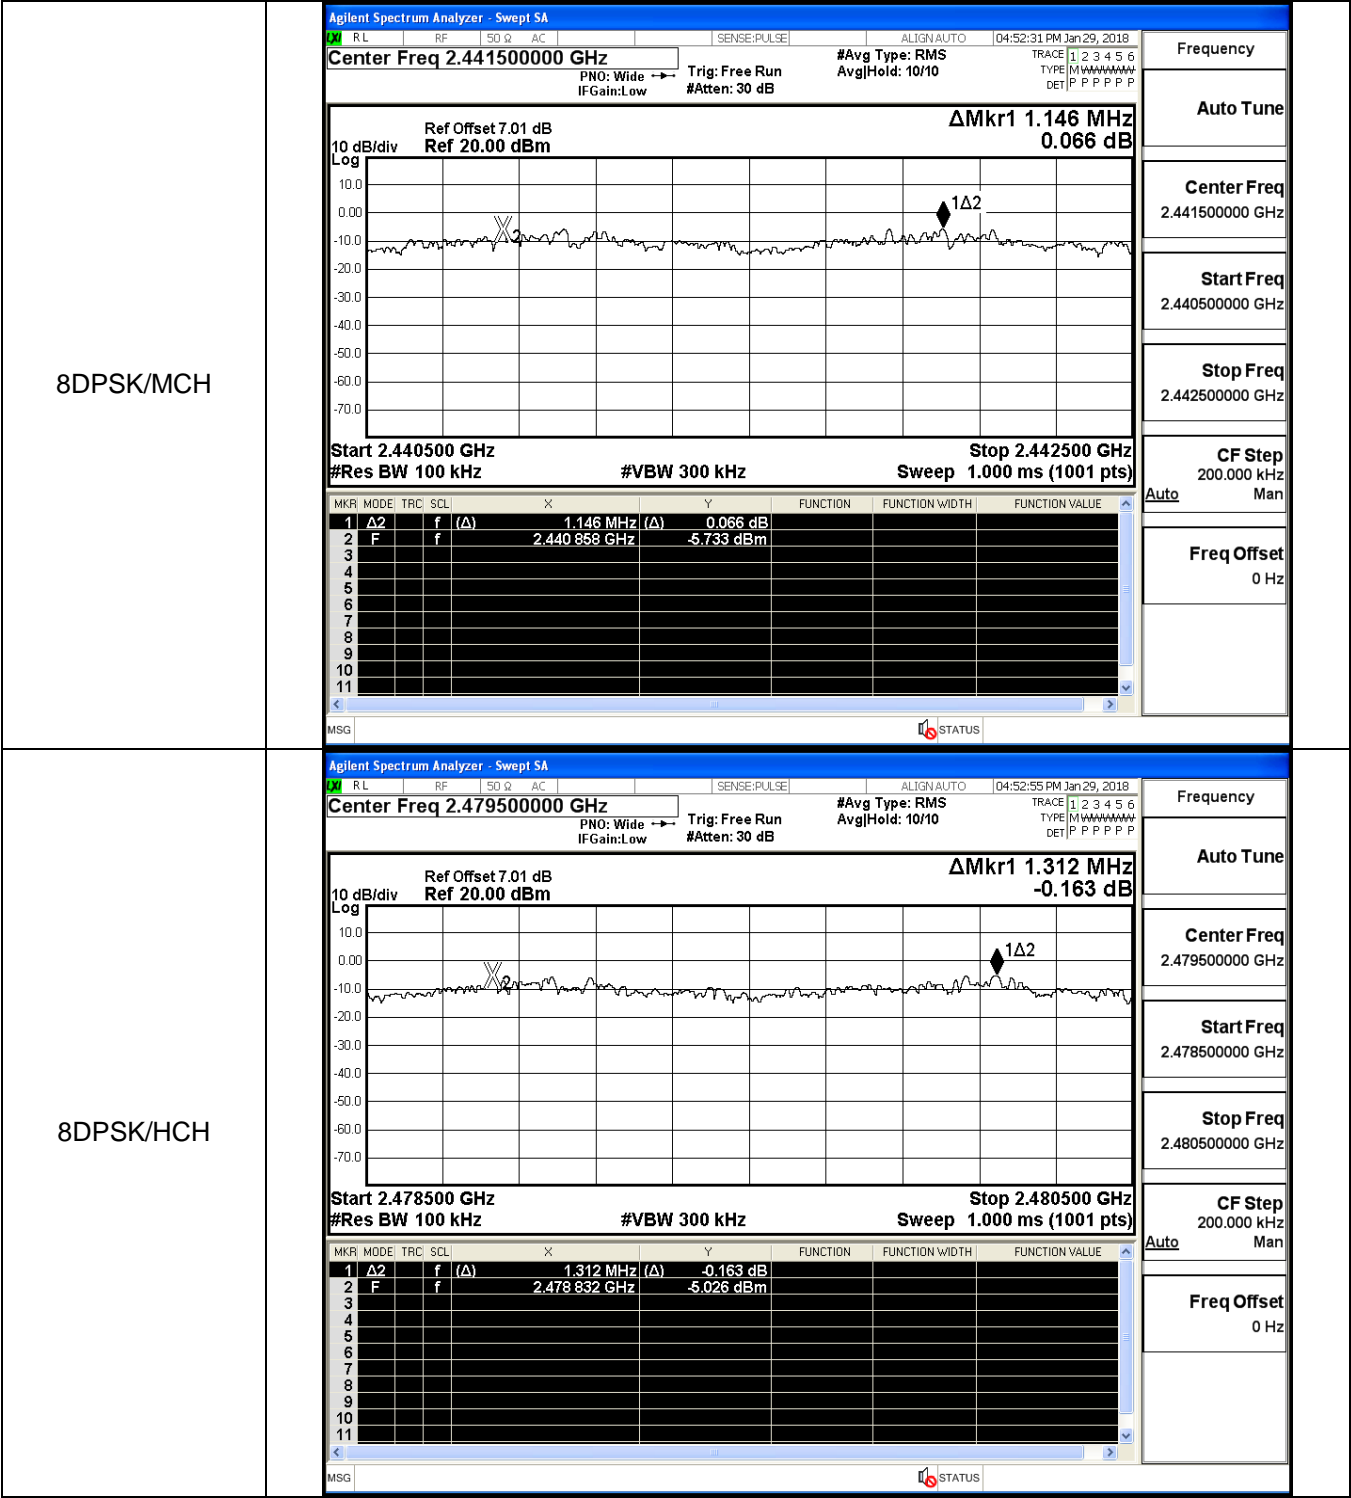 8DPSK/MCH
Agilent Spectrum Analyzer - Swept SA
LXI RL RF 50 Ω AC SENSE:PULSE ALIGNAUTO 04:52:31 PM Jan 29, 2018
Center Freq 2.441500000 GHz
PNO: Wide
IFGain:Low
Trig: Free Run
#Atten: 30 dB
#Avg Type: RMS
Avg|Hold: 10/10
TRACE 1 2 3 4 5 6
TYPE M
DET P P P P P P
Ref Offset 7.01 dB
10 dB/div Ref 20.00 dBm
Log
ΔMkr1 1.146 MHz
0.066 dB
10.0
0.00
-10.0
-20.0
-30.0
-40.0
-50.0
-60.0
-70.0
2
1Δ2
Start 2.440500 GHz Stop 2.442500 GHz
#Res BW 100 kHz #VBW 300 kHz Sweep 1.000 ms (1001 pts)
MKR MODE TRC SCL X Y FUNCTION FUNCTION WIDTH FUNCTION VALUE
1 Δ2 f (Δ) 1.146 MHz (Δ) 0.066 dB
2 F f 2.440 858 GHz -5.733 dBm
3
4
5
6
7
8
9
10
11
MSG STATUS
Frequency
Auto Tune
Center Freq
2.441500000 GHz
Start Freq
2.440500000 GHz
Stop Freq
2.442500000 GHz
CF Step
200.000 kHz
Auto Man
Freq Offset
0 Hz
8DPSK/HCH
Agilent Spectrum Analyzer - Swept SA
LXI RL RF 50 Ω AC SENSE:PULSE ALIGNAUTO 04:52:55 PM Jan 29, 2018
Center Freq 2.479500000 GHz
PNO: Wide
IFGain:Low
Trig: Free Run
#Atten: 30 dB
#Avg Type: RMS
Avg|Hold: 10/10
TRACE 1 2 3 4 5 6
TYPE M
DET P P P P P P
Ref Offset 7.01 dB
10 dB/div Ref 20.00 dBm
Log
ΔMkr1 1.312 MHz
-0.163 dB
10.0
0.00
-10.0
-20.0
-30.0
-40.0
-50.0
-60.0
-70.0
2
1Δ2
Start 2.478500 GHz Stop 2.480500 GHz
#Res BW 100 kHz #VBW 300 kHz Sweep 1.000 ms (1001 pts)
MKR MODE TRC SCL X Y FUNCTION FUNCTION WIDTH FUNCTION VALUE
1 Δ2 f (Δ) 1.312 MHz (Δ) -0.163 dB
2 F f 2.478 832 GHz -5.026 dBm
3
4
5
6
7
8
9
10
11
MSG STATUS
Frequency
Auto Tune
Center Freq
2.479500000 GHz
Start Freq
2.478500000 GHz
Stop Freq
2.480500000 GHz
CF Step
200.000 kHz
Auto Man
Freq Offset
0 Hz